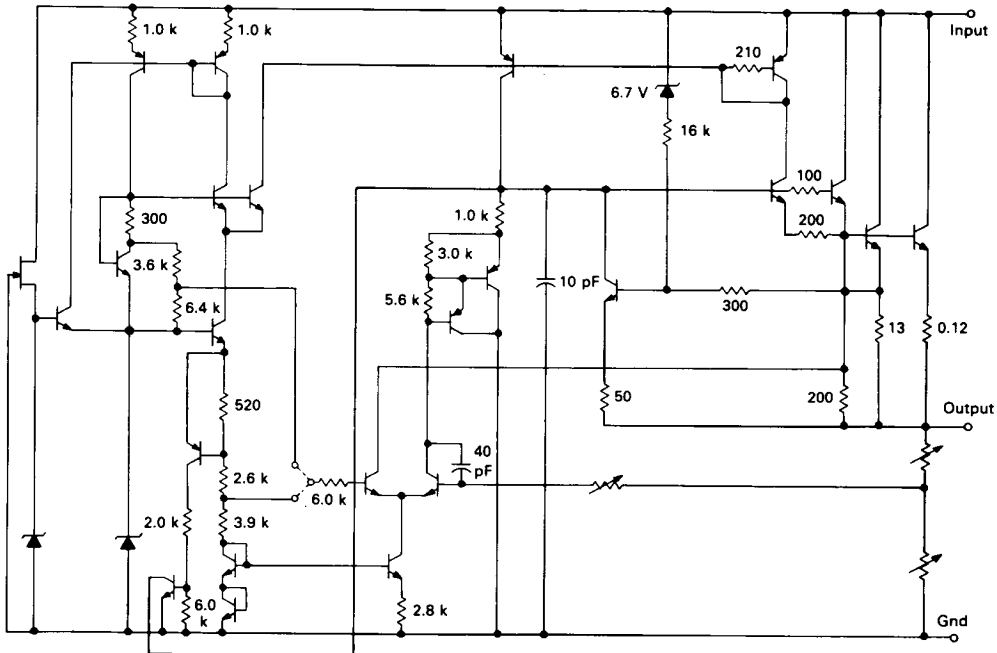 1.0 k
1.0 k
Input
210
6.7 V
16 k
100
1.0 k
200
300
3.0 k
3.6 k
10 pF
5.6 k
300
6.4 k
13
0.12
520
50
200
Output
40
pF
2.6 k
6.0 k
2.0 k
3.9 k
6.0
k
2.8 k
Gnd